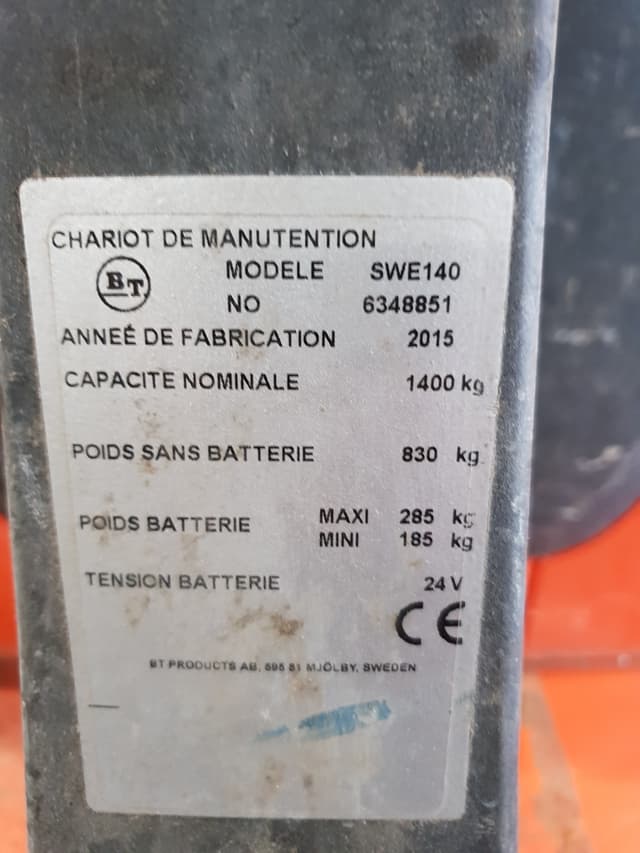 CHARIOT DE MANUTENTION
BT
MODELE SWE140
NO 6348851
ANNEÉ DE FABRICATION 2015
CAPACITE NOMINALE 1400 kg
POIDS SANS BATTERIE 830 kg
POIDS BATTERIE MAXI 285 kg
MINI 185 kg
TENSION BATTERIE 24 V
CE
BT PRODUCTS AB, 595 81 MJÖLBY, SWEDEN